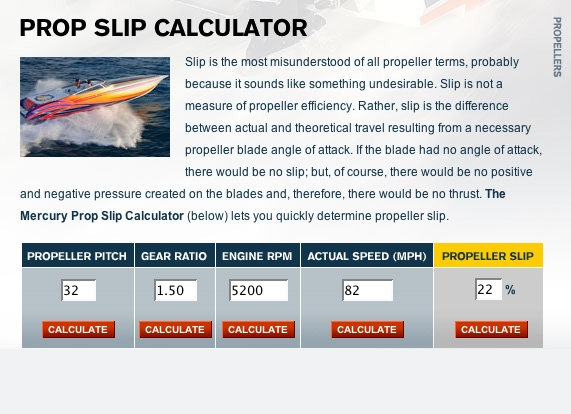 PROP SLIP CALCULATOR
PROPELLERS
Slip is the most misunderstood of all propeller terms, probably
because it sounds like something undesirable. Slip is not a
measure of propeller efficiency. Rather, slip is the difference
between actual and theoretical travel resulting from a necessary
propeller blade angle of attack. If the blade had no angle of attack,
there would be no slip; but, of course, there would be no positive
and negative pressure created on the blades and, therefore, there would be no thrust. The
Mercury Prop Slip Calculator (below) lets you quickly determine propeller slip.
PROPELLER PITCH GEAR RATIO ENGINE RPM ACTUAL SPEED (MPH) PROPELLER SLIP
32 1.50 5200 82 22 %
CALCULATE CALCULATE CALCULATE CALCULATE CALCULATE